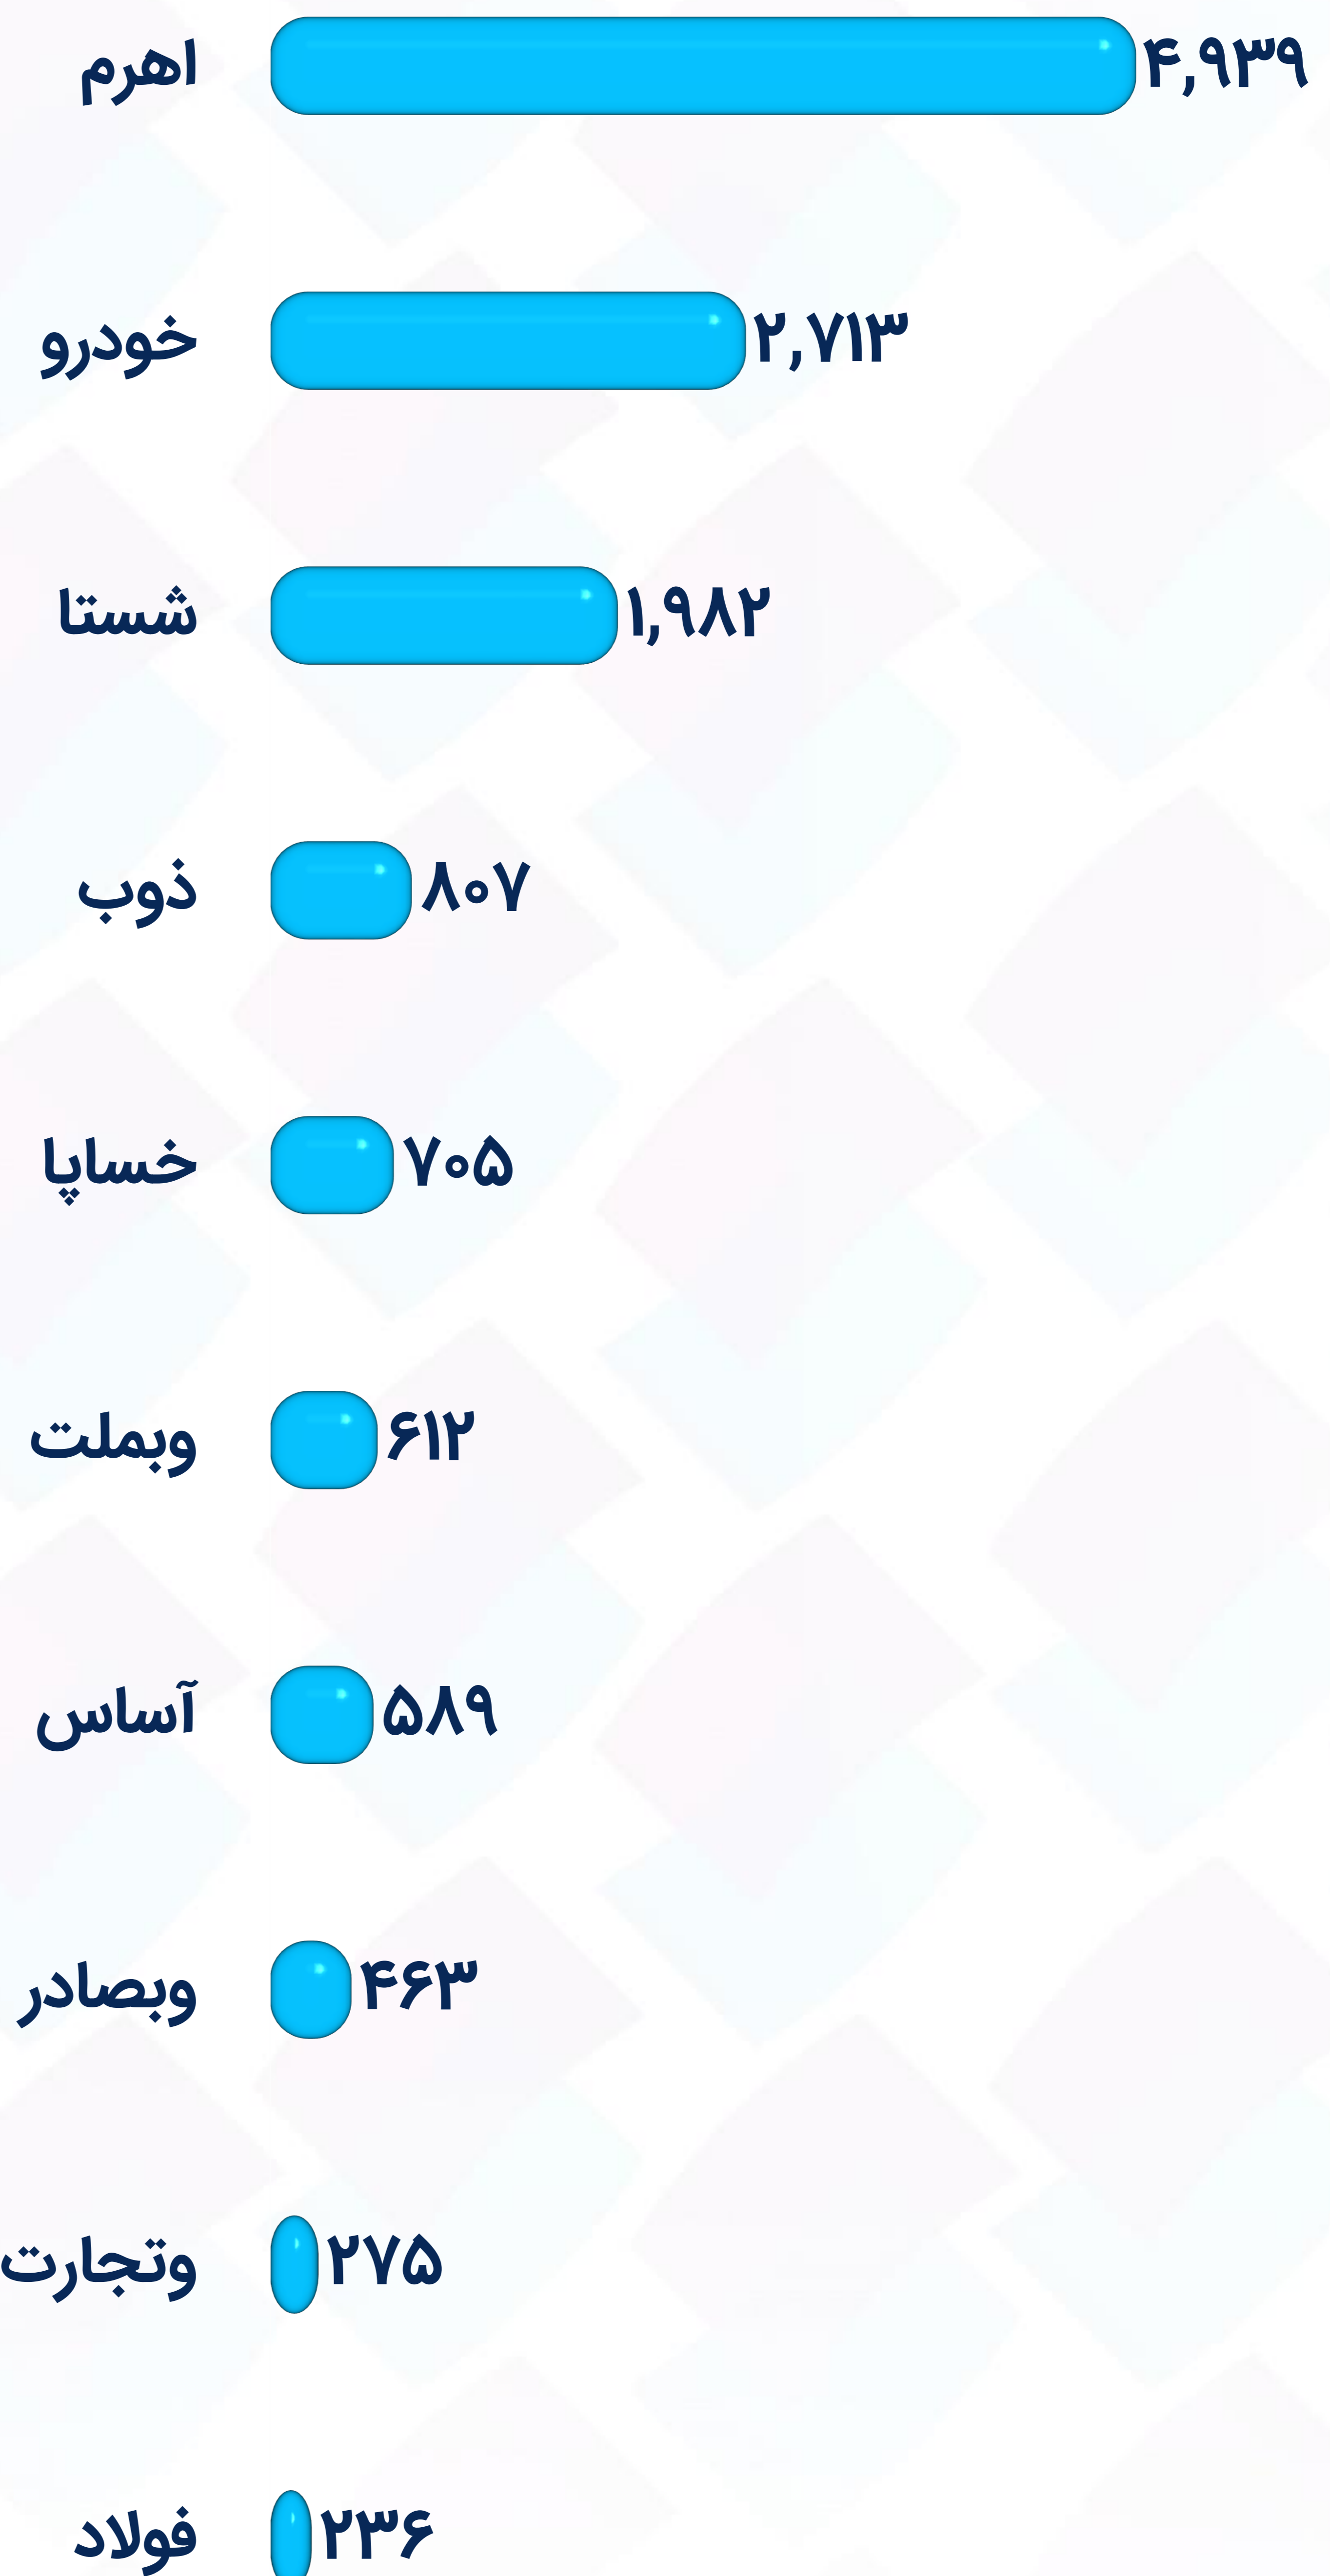 اهرم ۴,۹۳۹
خودرو ۲,۷۱۳
شستا ۱,۹۸۲
ذوب ۸۰۷
خساپا ۷۰۵
وبملت ۶۱۲
آساس ۵۸۹
وبصادر ۴۶۳
وتجارت ۲۷۵
فولاد ۲۳۶